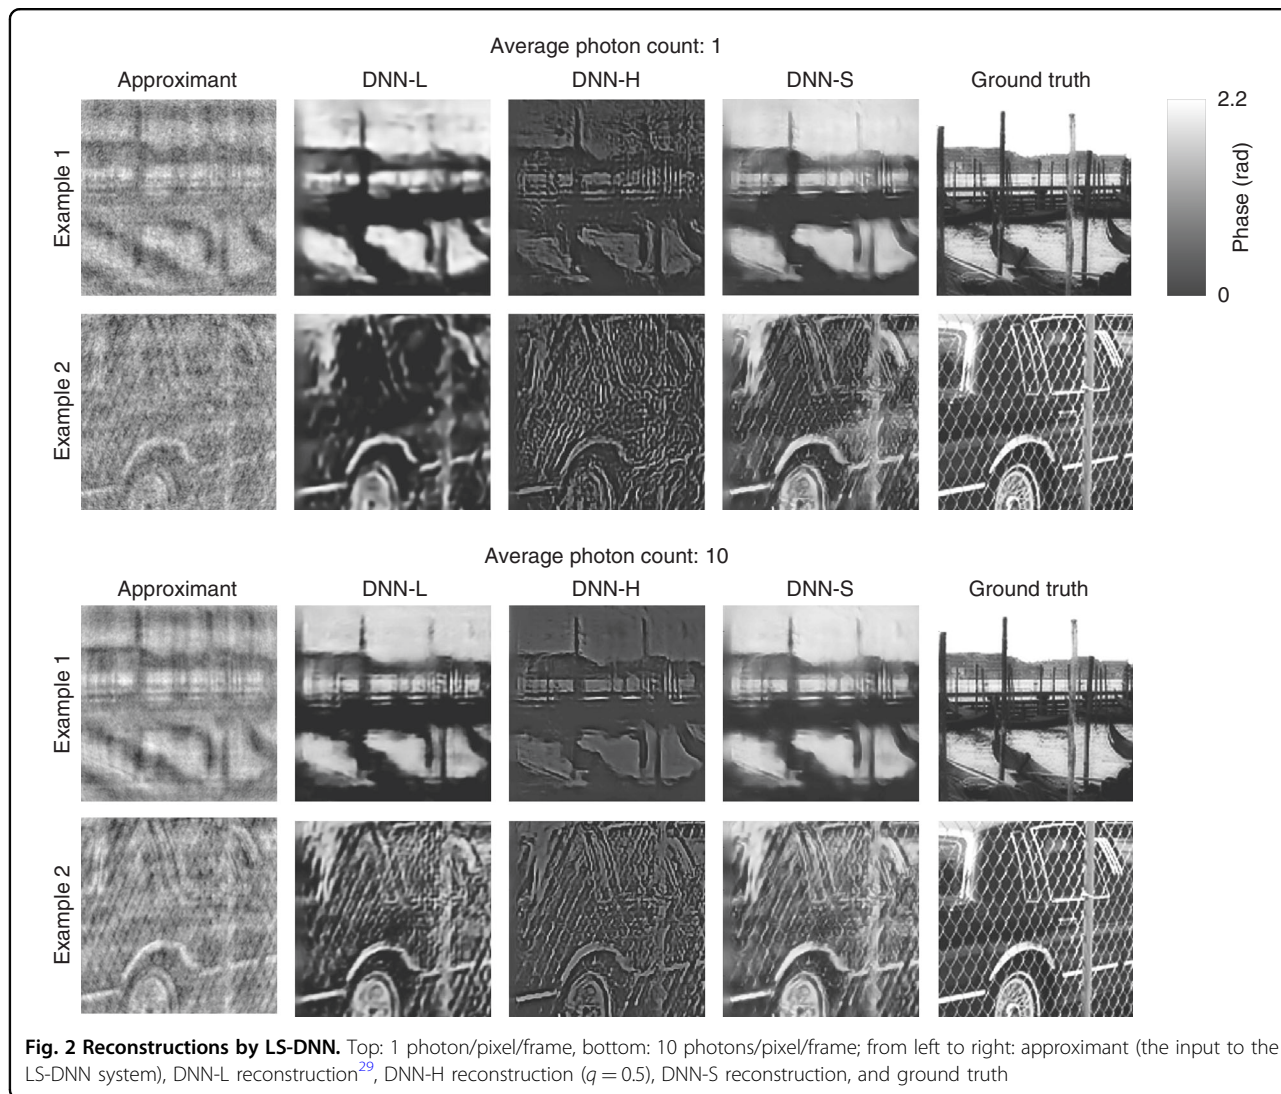 Average photon count: 1
Approximant DNN-L DNN-H DNN-S Ground truth
Example 1
Example 2
2.2
Phase (rad)
0
Average photon count: 10
Approximant DNN-L DNN-H DNN-S Ground truth
Example 1
Example 2
Fig. 2 Reconstructions by LS-DNN. Top: 1 photon/pixel/frame, bottom: 10 photons/pixel/frame; from left to right: approximant (the input to the
LS-DNN system), DNN-L reconstruction29, DNN-H reconstruction (q = 0.5), DNN-S reconstruction, and ground truth